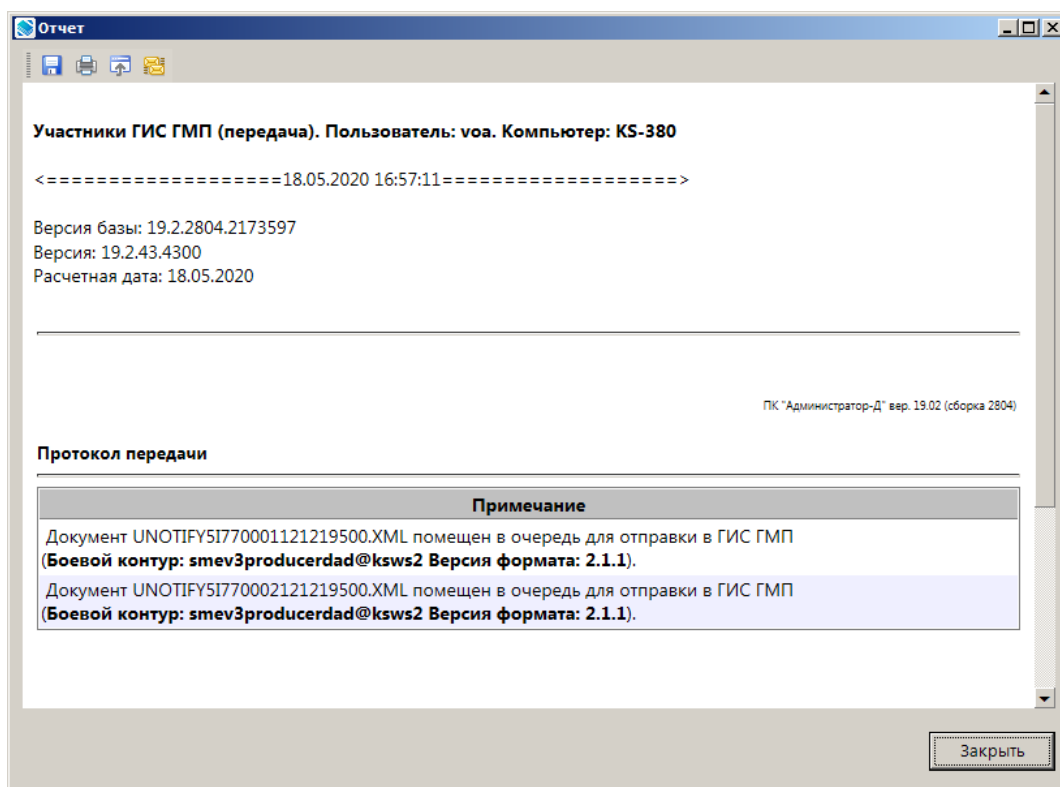 Отчет
Участники ГИС ГМП (передача). Пользователь: voa. Компьютер: KS-380
<===================18.05.2020 16:57:11===================>
Версия базы: 19.2.2804.2173597
Версия: 19.2.43.4300
Расчетная дата: 18.05.2020
ПК "Администратор-Д" вер. 19.02 (сборка 2804)
Протокол передачи
Примечание
Документ UNOTIFY5I770001121219500.XML помещен в очередь для отправки в ГИС ГМП
(Боевой контур: smev3producerdad@ksws2 Версия формата: 2.1.1).
Документ UNOTIFY5I770002121219500.XML помещен в очередь для отправки в ГИС ГМП
(Боевой контур: smev3producerdad@ksws2 Версия формата: 2.1.1).
Закрыть